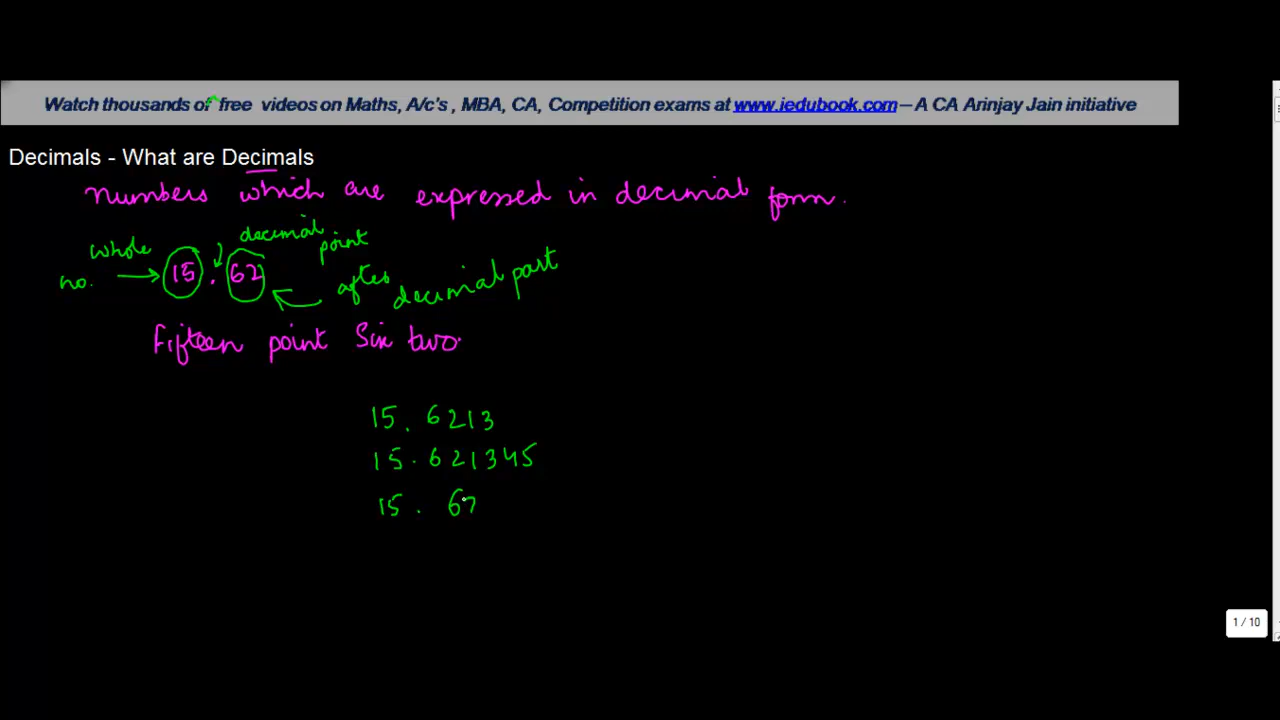 Watch thousands of free videos on Maths, A/c's , MBA, CA, Competition exams at www.iedubook.com – A CA Arinjay Jain initiative
Decimals - What are Decimals
Numbers which are expressed in decimal form.
whole no. → 15 . 62
decimal point
after decimal part
Fifteen point Six two.
15. 6213
15. 621345
15. 62
1 / 10